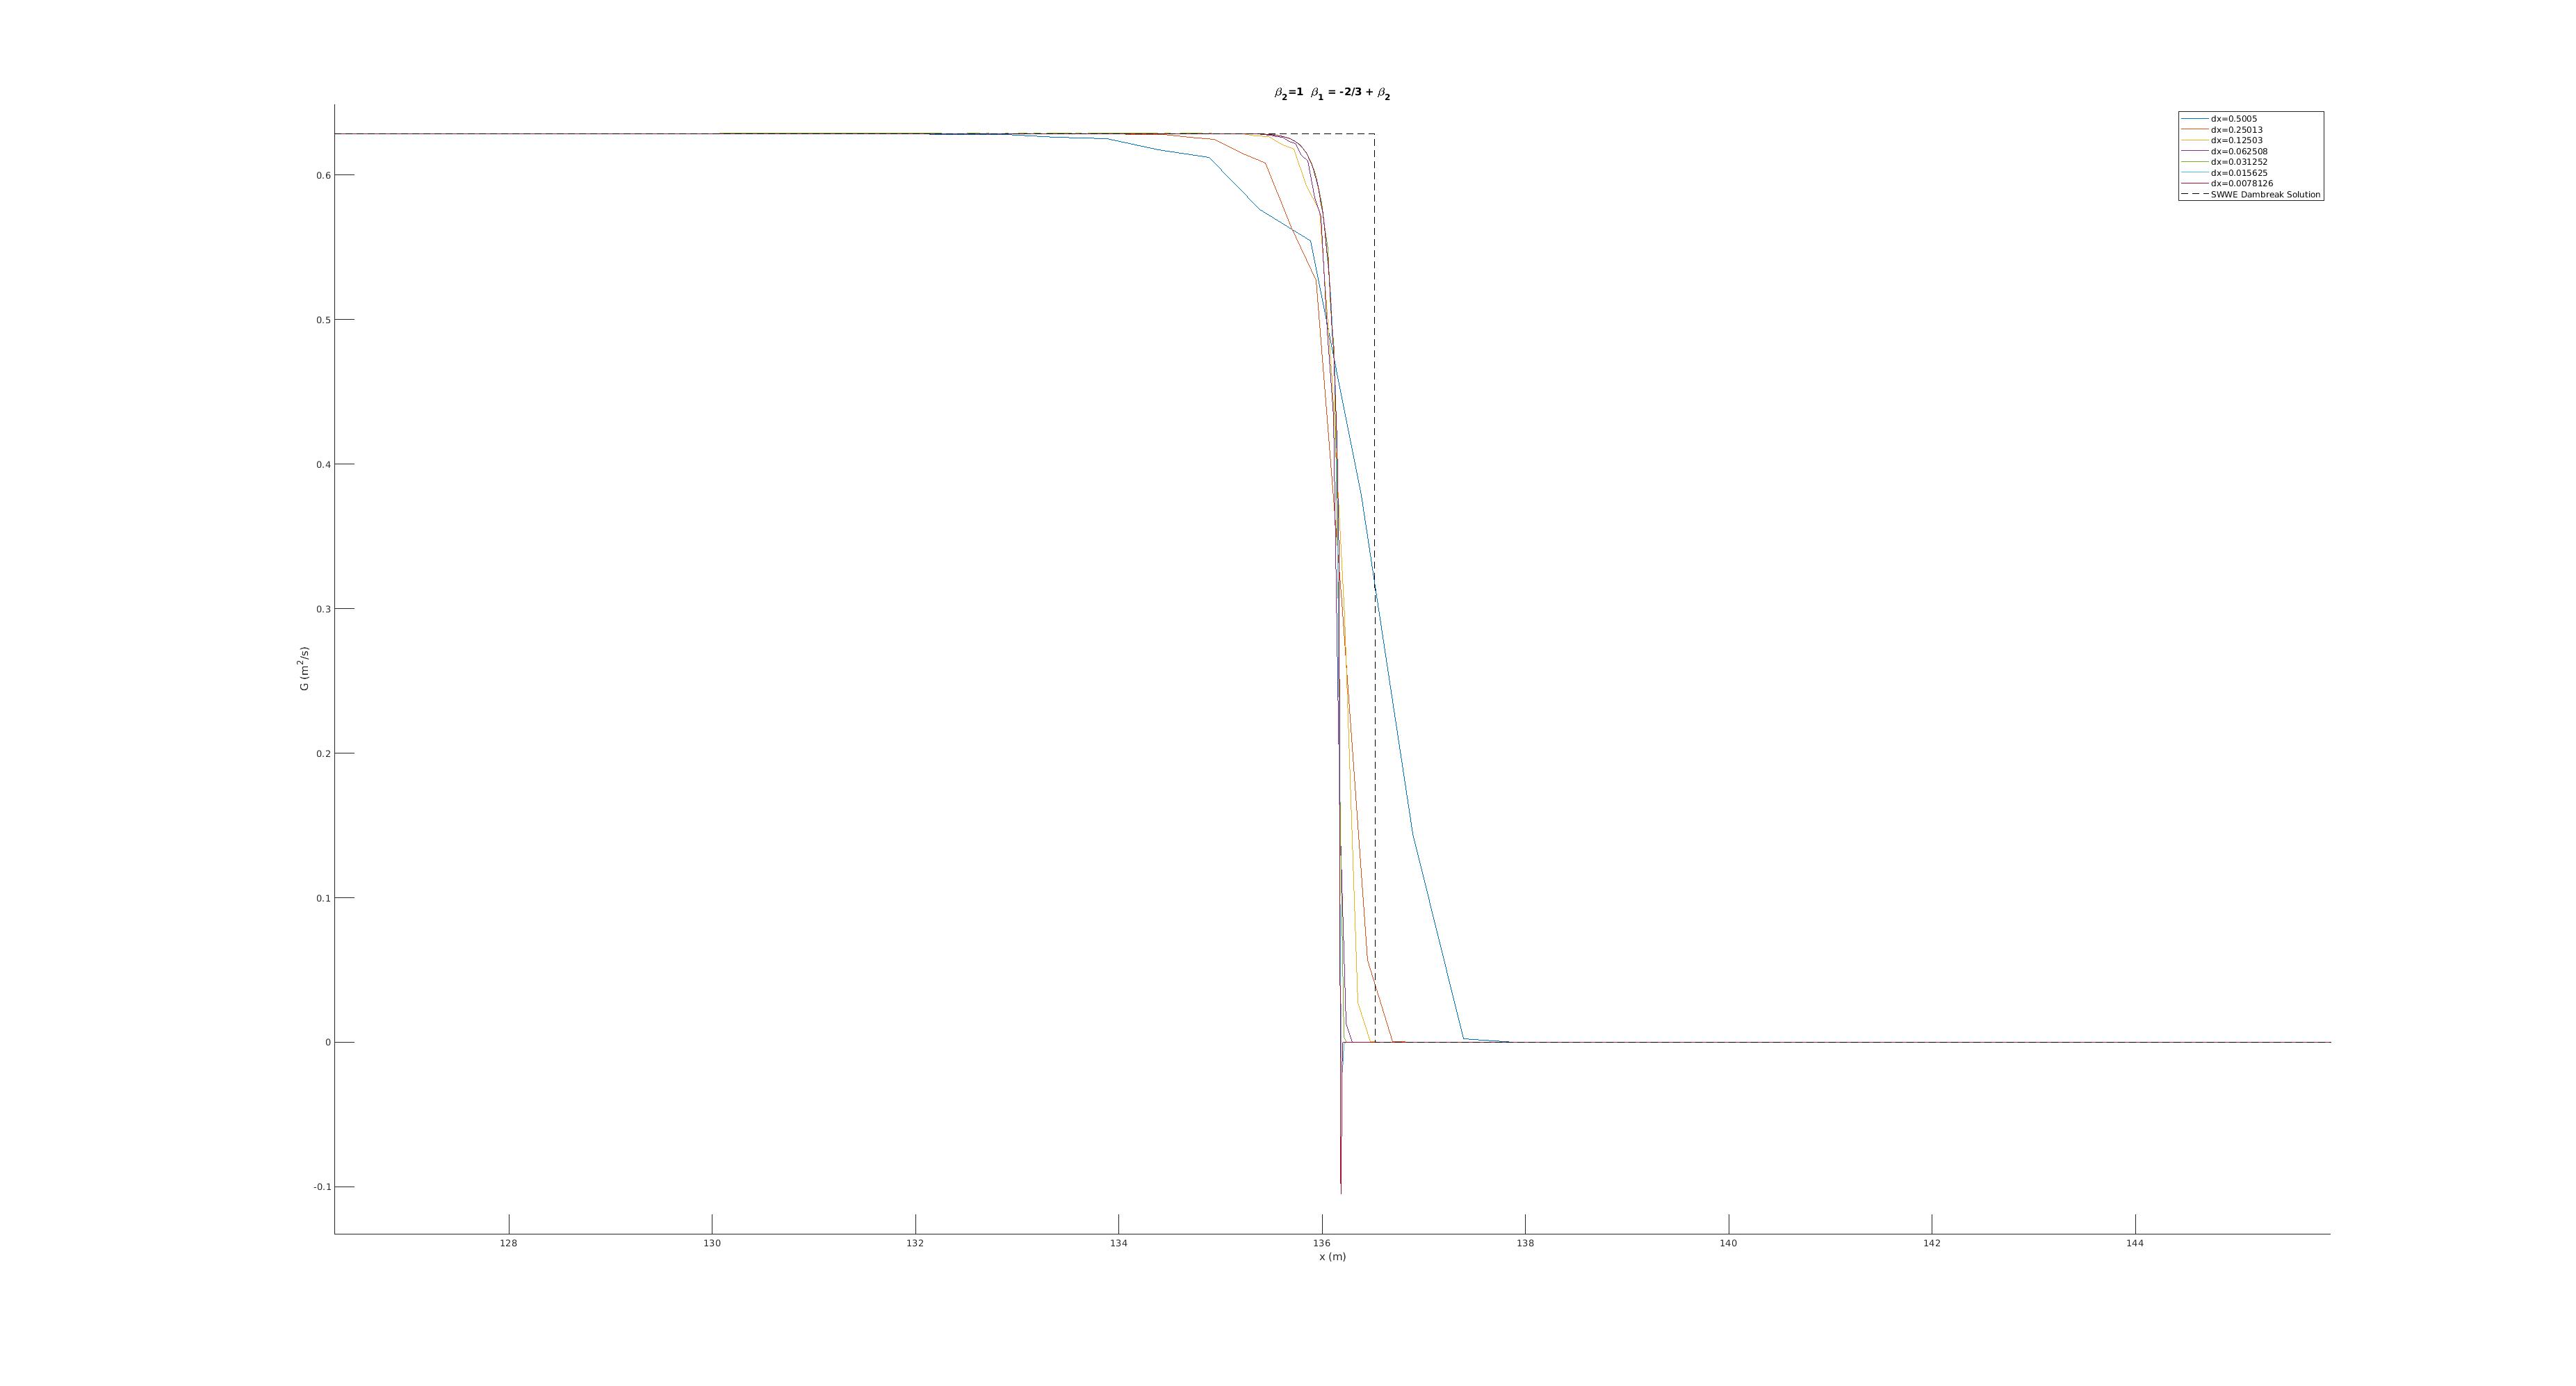 β2=1 β1 = -2/3 + β2
dx=0.5005
dx=0.25013
dx=0.12503
dx=0.062508
dx=0.031252
dx=0.015625
dx=0.0078126
SWWE Dambreak Solution
0.6
0.5
0.4
0.3
0.2
0.1
0
-0.1
G (m2/s)
128 130 132 134 136 138 140 142 144
x (m)